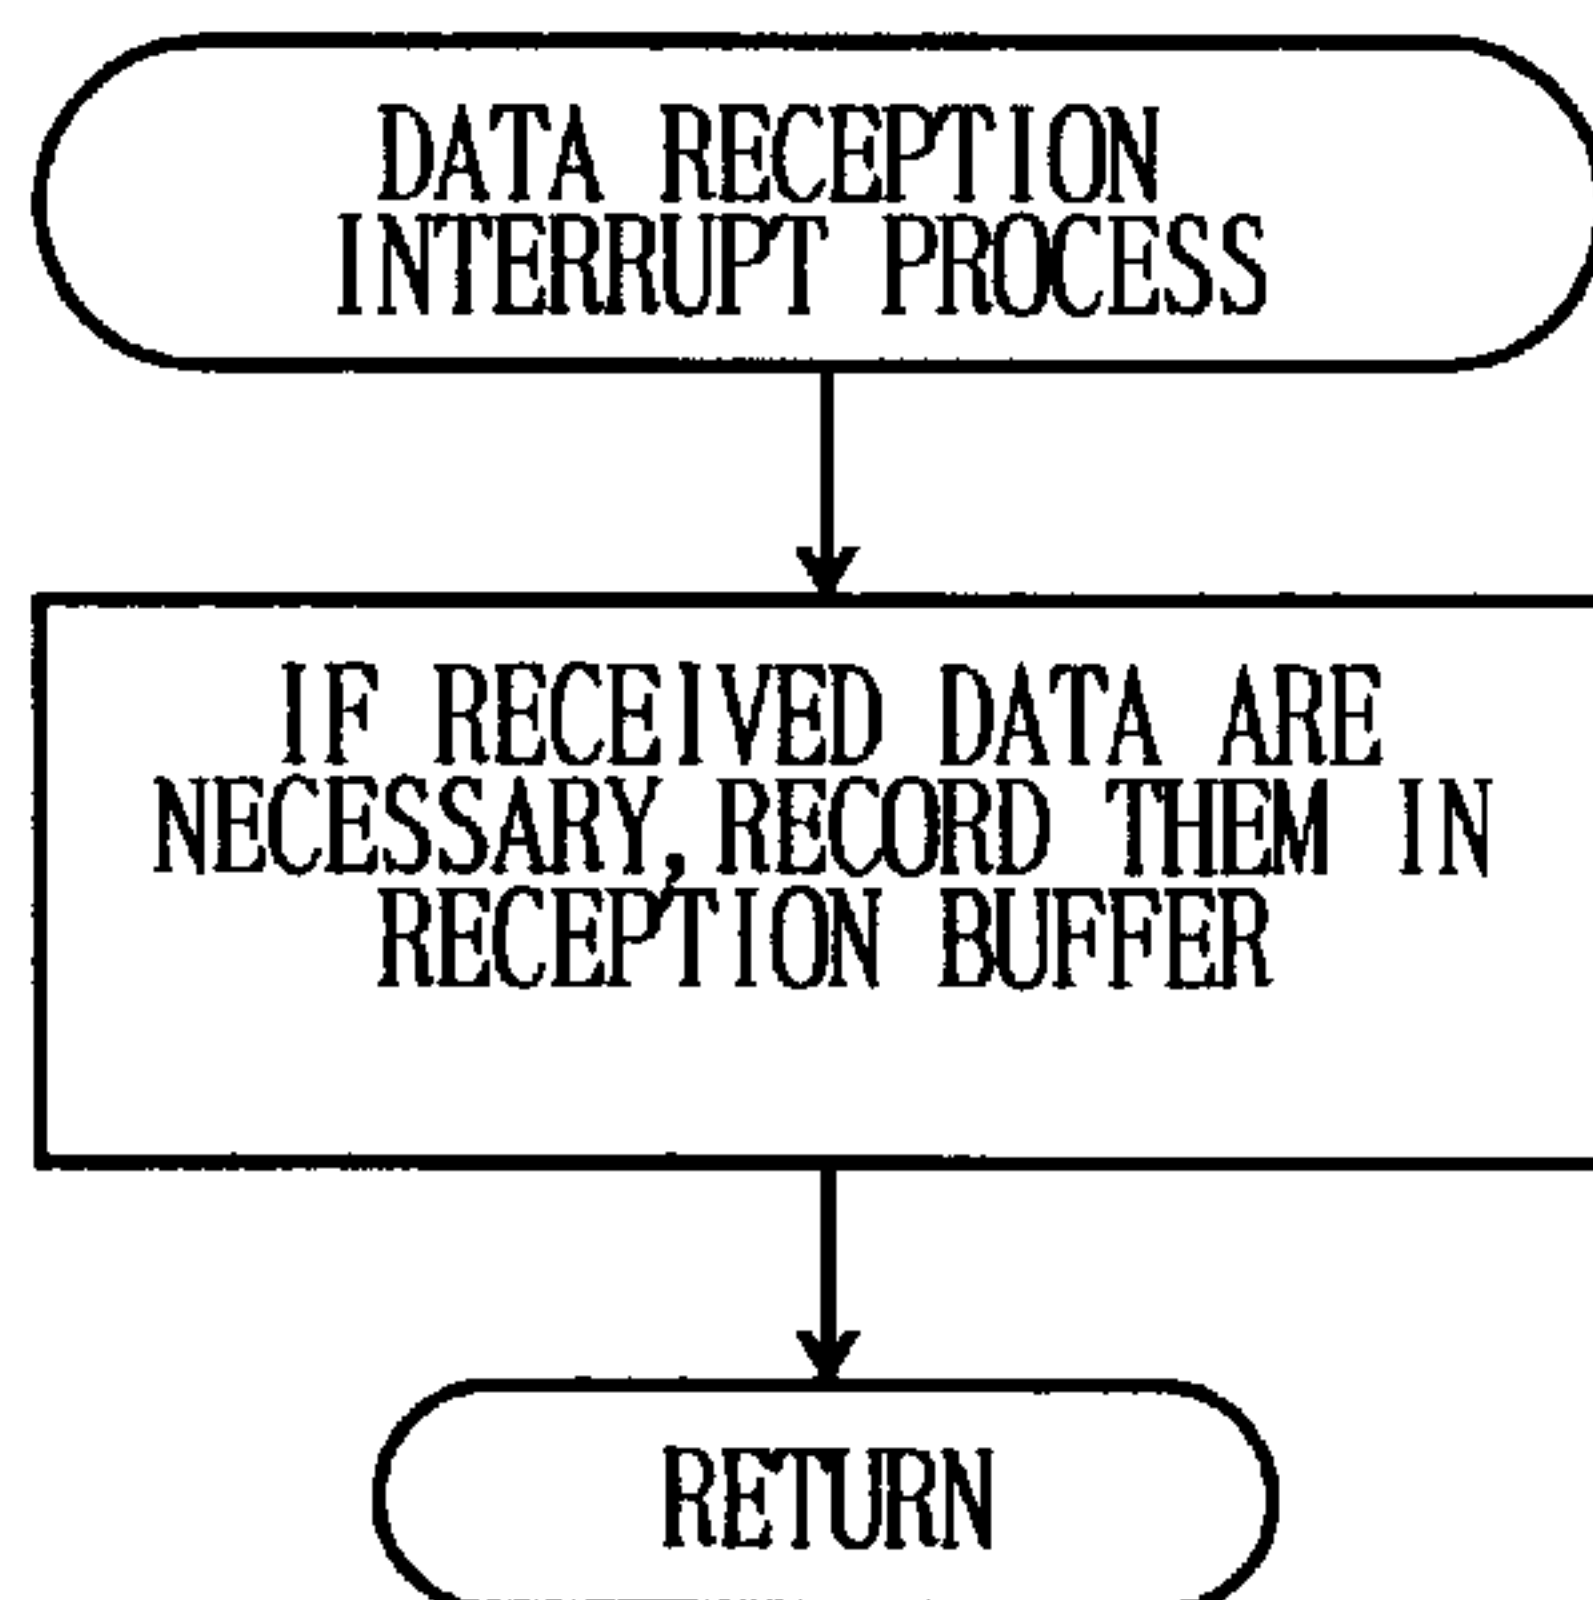 DATA RECEPTION
INTERRUPT PROCESS
IF RECEIVED DATA ARE
NECESSARY,RECORD THEM IN
RECEPTION BUFFER
RETURN